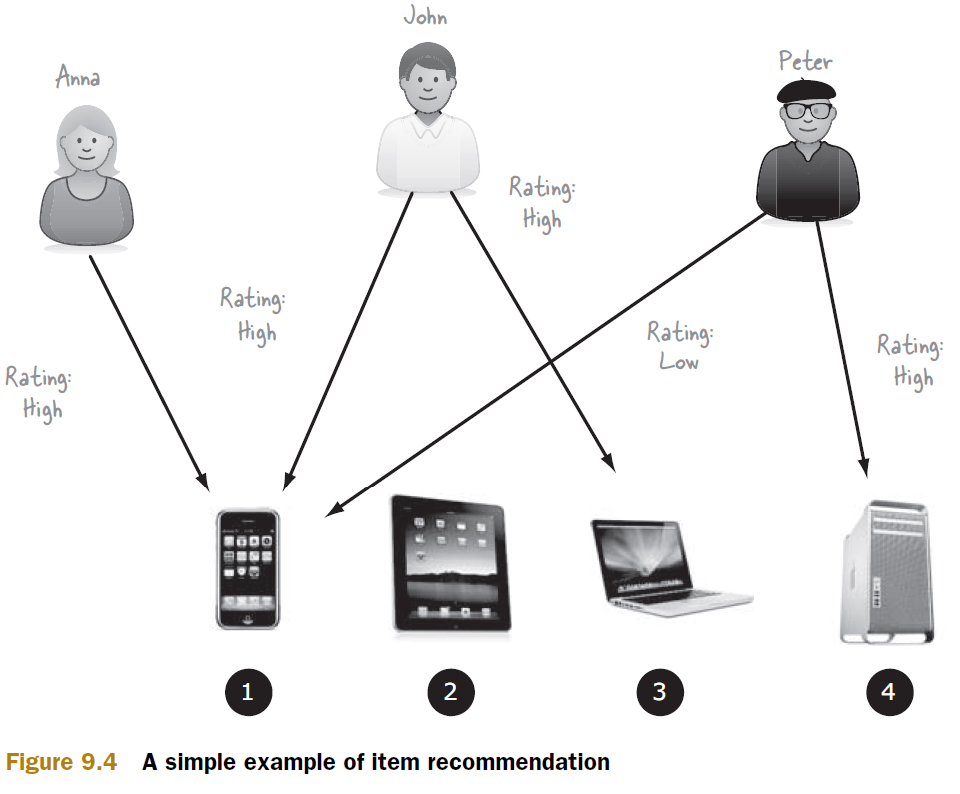 John
Anna
Peter
Rating:
High
Rating:
High
Rating:
Low
Rating:
High
Rating:
High
1
2
3
4
Figure 9.4 A simple example of item recommendation